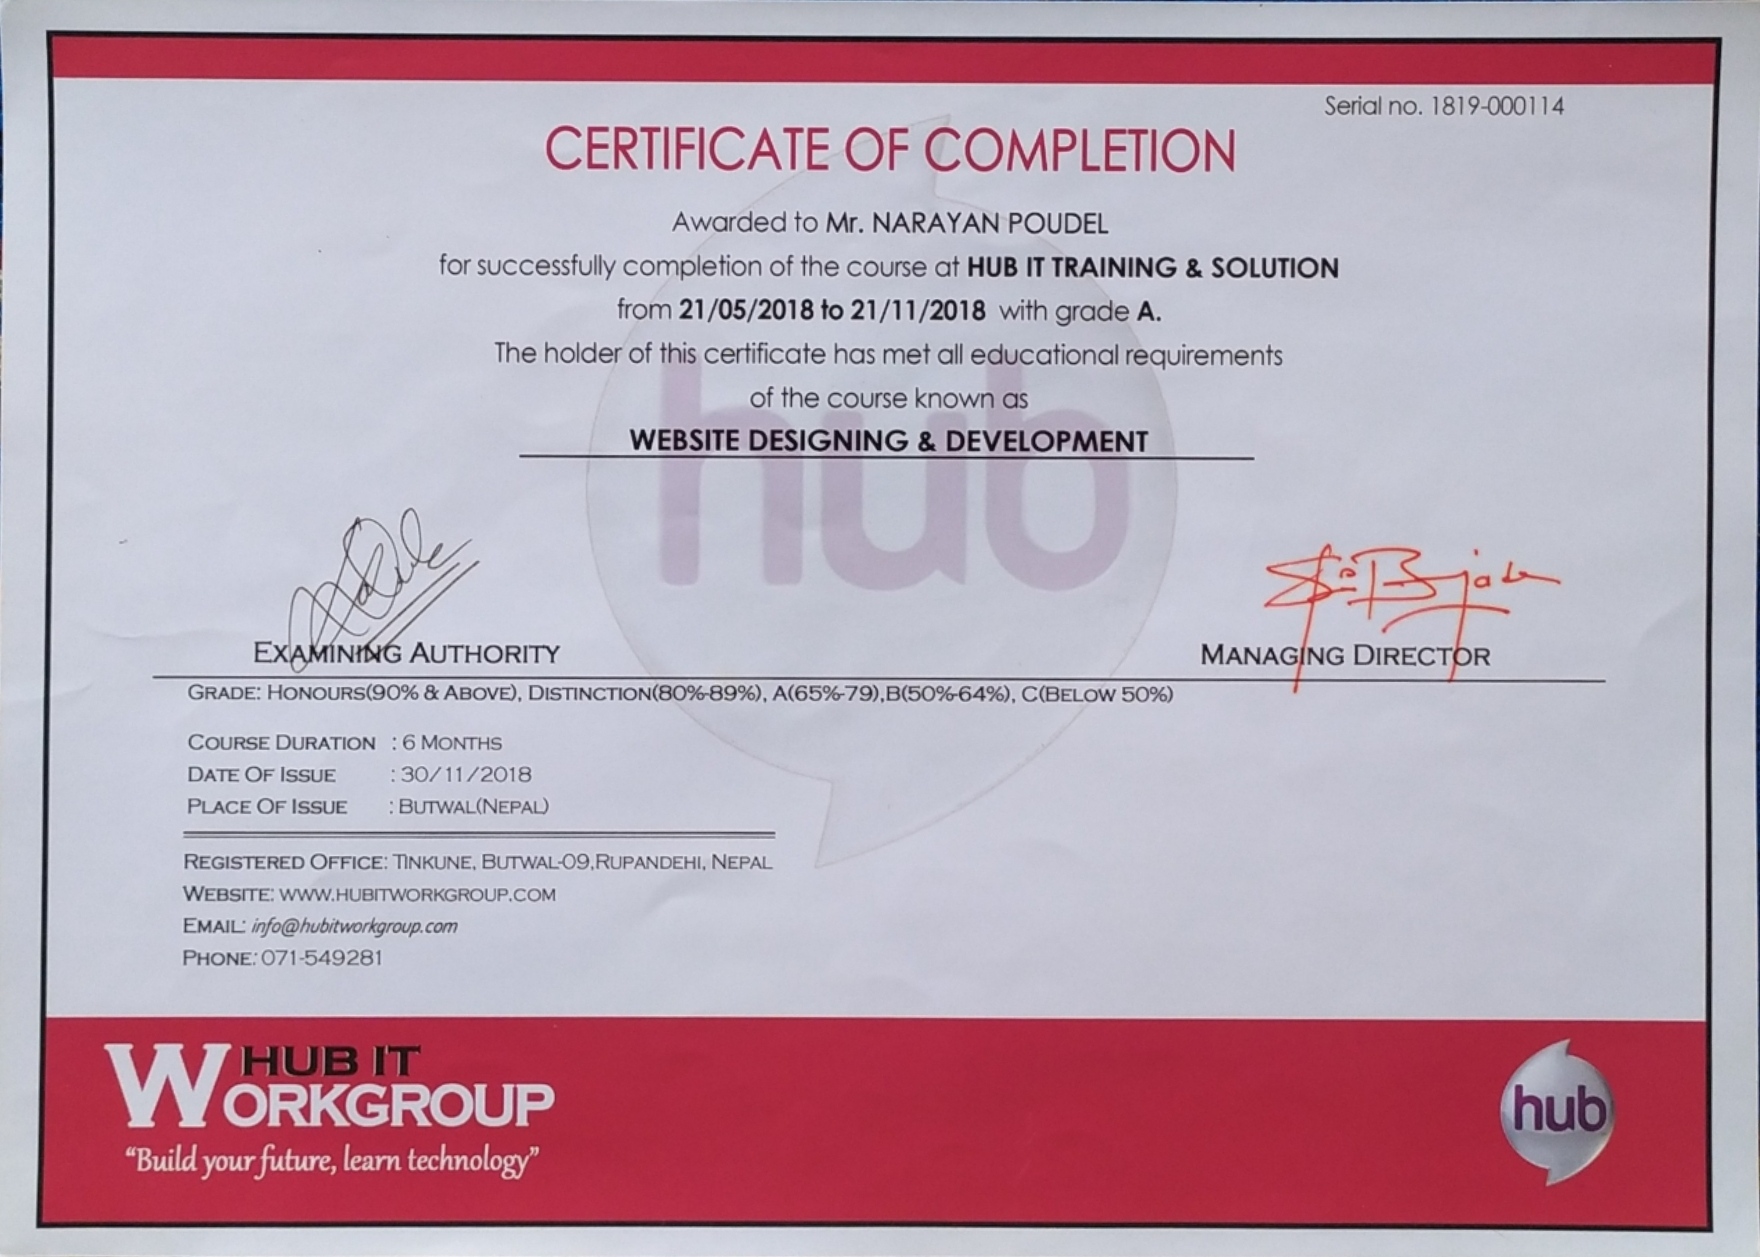 Serial no. 1819-000114
CERTIFICATE OF COMPLETION
Awarded to Mr. NARAYAN POUDEL
for successfully completion of the course at HUB IT TRAINING & SOLUTION
from 21/05/2018 to 21/11/2018 with grade A.
The holder of this certificate has met all educational requirements
of the course known as
WEBSITE DESIGNING & DEVELOPMENT
hub
EXAMINING AUTHORITY
MANAGING DIRECTOR
GRADE: HONOURS(90% & ABOVE), DISTINCTION(80%-89%), A(65%-79),B(50%-64%), C(BELOW 50%)
COURSE DURATION : 6 MONTHS
DATE OF ISSUE : 30/11/2018
PLACE OF ISSUE : BUTWAL(NEPAL)
REGISTERED OFFICE: TINKUNE, BUTWAL-09,RUPANDEHI, NEPAL
WEBSITE: WWW.HUBITWORKGROUP.COM
EMAIL: info@hubitworkgroup.com
PHONE: 071-549281
HUB IT
WORKGROUP
"Build your future, learn technology"
hub